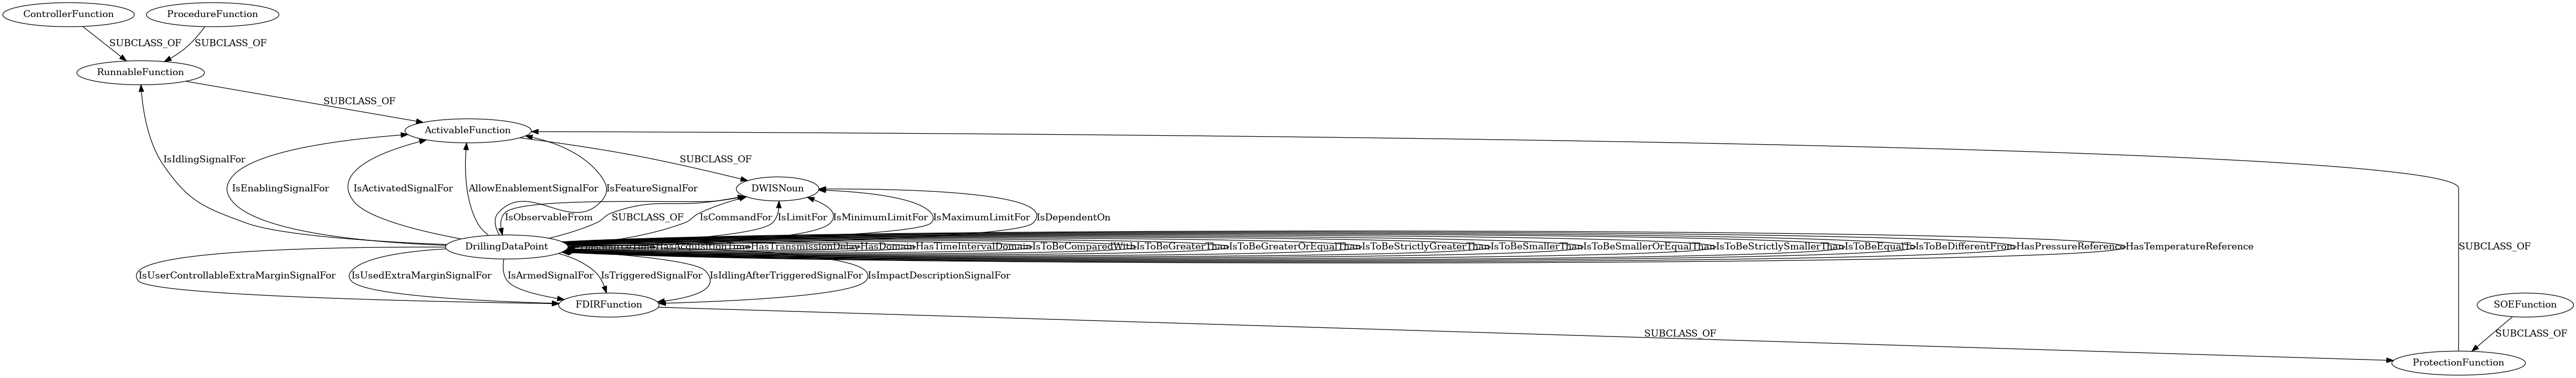 ControllerFunction
ProcedureFunction
SUBCLASS_OF
SUBCLASS_OF
RunnableFunction
SUBCLASS_OF
ActivableFunction
IsIdlingSignalFor
SUBCLASS_OF
IsEnablingSignalFor
IsActivatedSignalFor
AllowEnablementSignalFor
IsFeatureSignalFor
DWISNoun
IsObservableFrom
SUBCLASS_OF
IsCommandFor
IsLimitFor
IsMinimumLimitFor
IsMaximumLimitFor
IsDependentOn
DrillingDataPoint
HasAcquisitionTime
HasTransmissionDelay
HasDomain
HasTimeIntervalDomain
IsToBeComparedWith
IsToBeGreaterThan
IsToBeGreaterOrEqualThan
IsToBeStrictlyGreaterThan
IsToBeSmallerThan
IsToBeSmallerOrEqualThan
IsToBeStrictlySmallerThan
IsToBeEqualTo
IsToBeDifferentFrom
HasPressureReference
HasTemperatureReference
SUBCLASS_OF
IsUserControllableExtraMarginSignalFor
IsUsedExtraMarginSignalFor
IsArmedSignalFor
IsTriggeredSignalFor
IsIdlingAfterTriggeredSignalFor
IsImpactDescriptionSignalFor
FDIRFunction
SOEFunction
SUBCLASS_OF
SUBCLASS_OF
ProtectionFunction